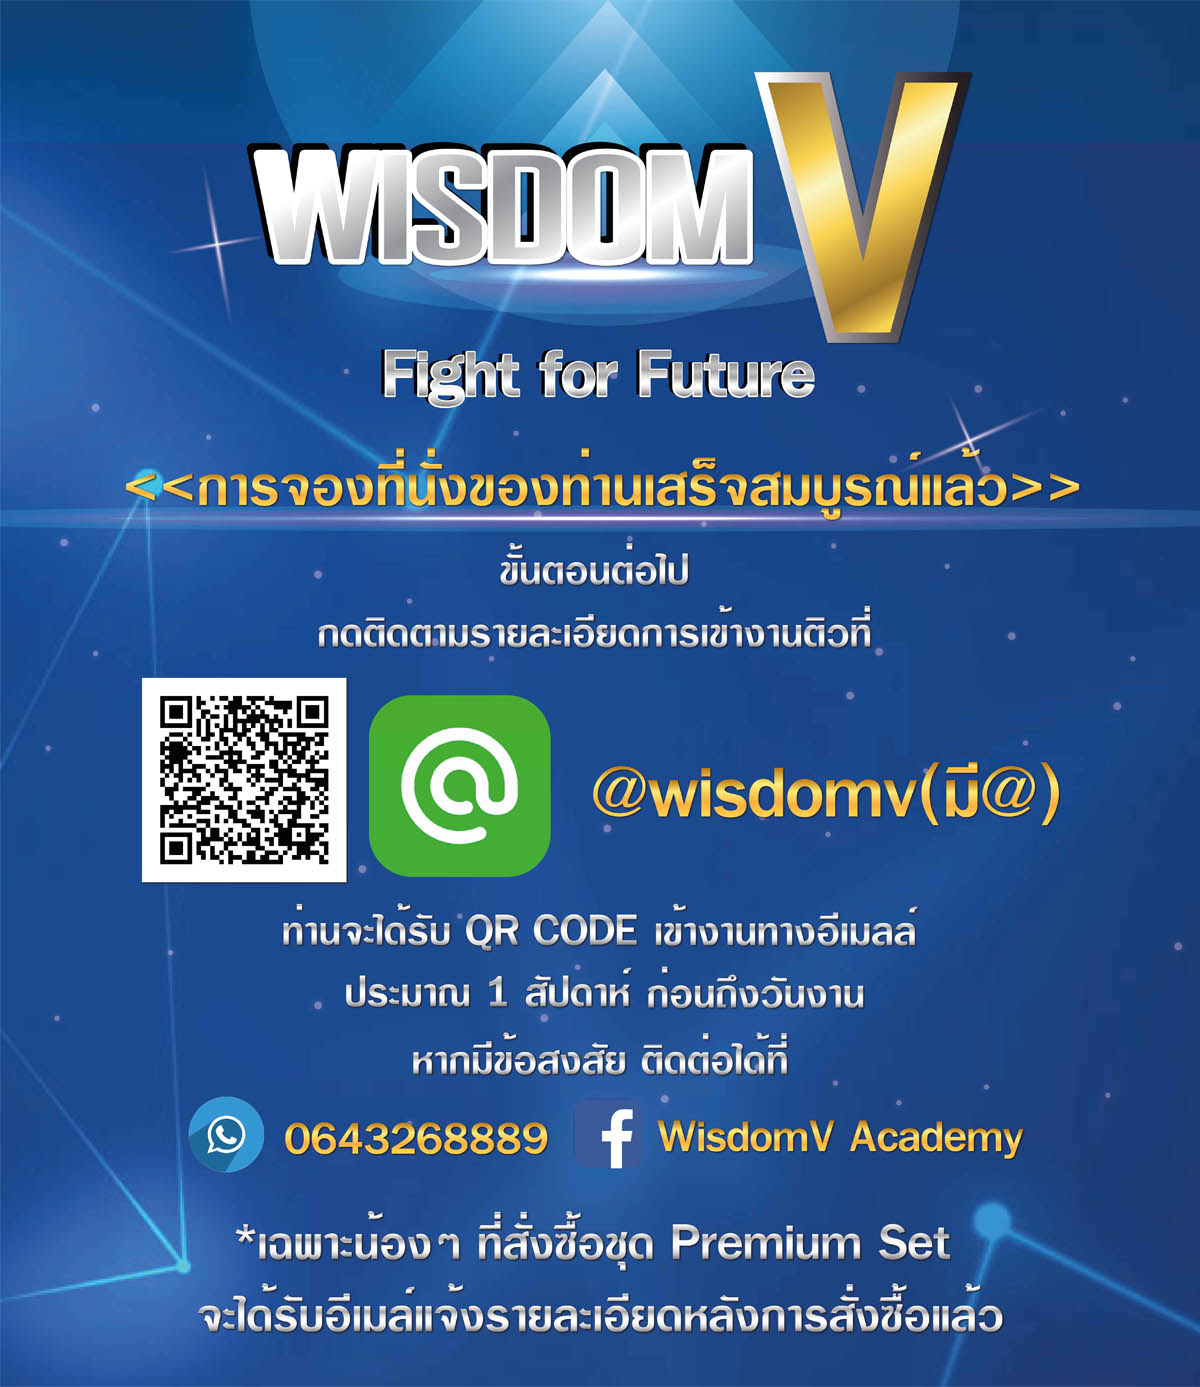 WISDOM V
Fight for Future
<<การจองที่นั่งของท่านเสร็จสมบูรณ์แล้ว>>
ขั้นตอนต่อไป
กดติดตามรายละเอียดการเข้างานติวที่
@wisdomv(มี@)
ท่านจะได้รับ QR CODE เข้างานทางอีเมลล์
ประมาณ 1 สัปดาห์ ก่อนถึงวันงาน
หากมีข้อสงสัย ติดต่อได้ที่
0643268889 f WisdomV Academy
*เฉพาะน้องๆ ที่สั่งซื้อชุด Premium Set
จะได้รับอีเมล์แจ้งรายละเอียดหลังการสั่งซื้อแล้ว